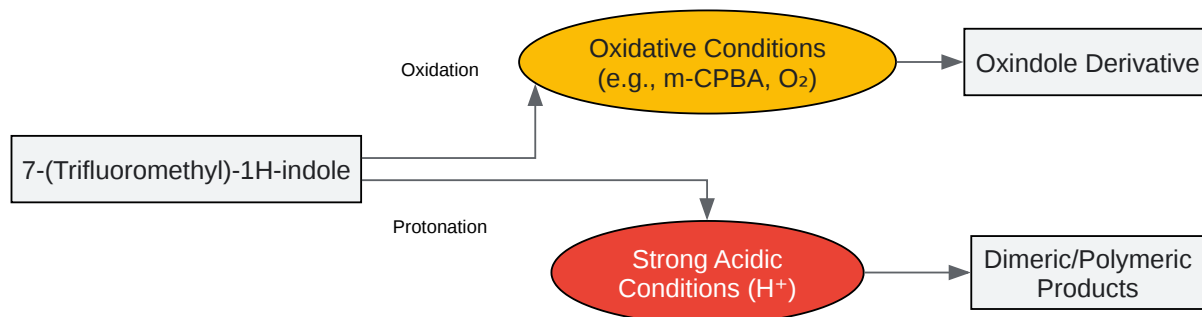 Oxidative Conditions
(e.g., m-CPBA, O₂)
Oxindole Derivative
Oxidation
7-(Trifluoromethyl)-1H-indole
Protonation
Strong Acidic
Conditions (H⁺)
Dimeric/Polymeric
Products